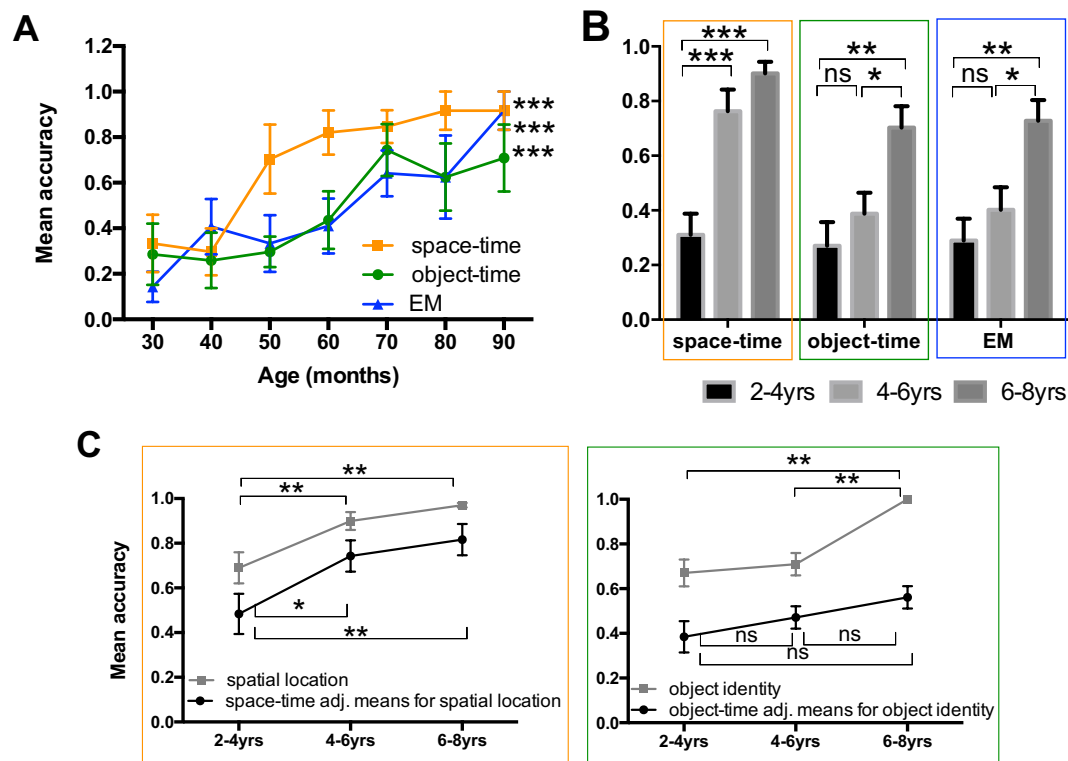 A
1.2
1.0
0.8
0.6
0.4
0.2
0.0
Mean accuracy
***
***
***
space-time
object-time
EM
30 40 50 60 70 80 90
Age (months)
B
1.0
0.8
0.6
0.4
0.2
0.0
***
***
**
ns
*
**
ns
*
space-time object-time EM
2-4yrs 4-6yrs 6-8yrs
C
1.0
0.8
0.6
0.4
0.2
0.0
Mean accuracy
**
**
*
**
spatial location
space-time adj. means for spatial location
2-4yrs 4-6yrs 6-8yrs
1.0
0.8
0.6
0.4
0.2
0.0
**
**
ns
ns
ns
object identity
object-time adj. means for object identity
2-4yrs 4-6yrs 6-8yrs